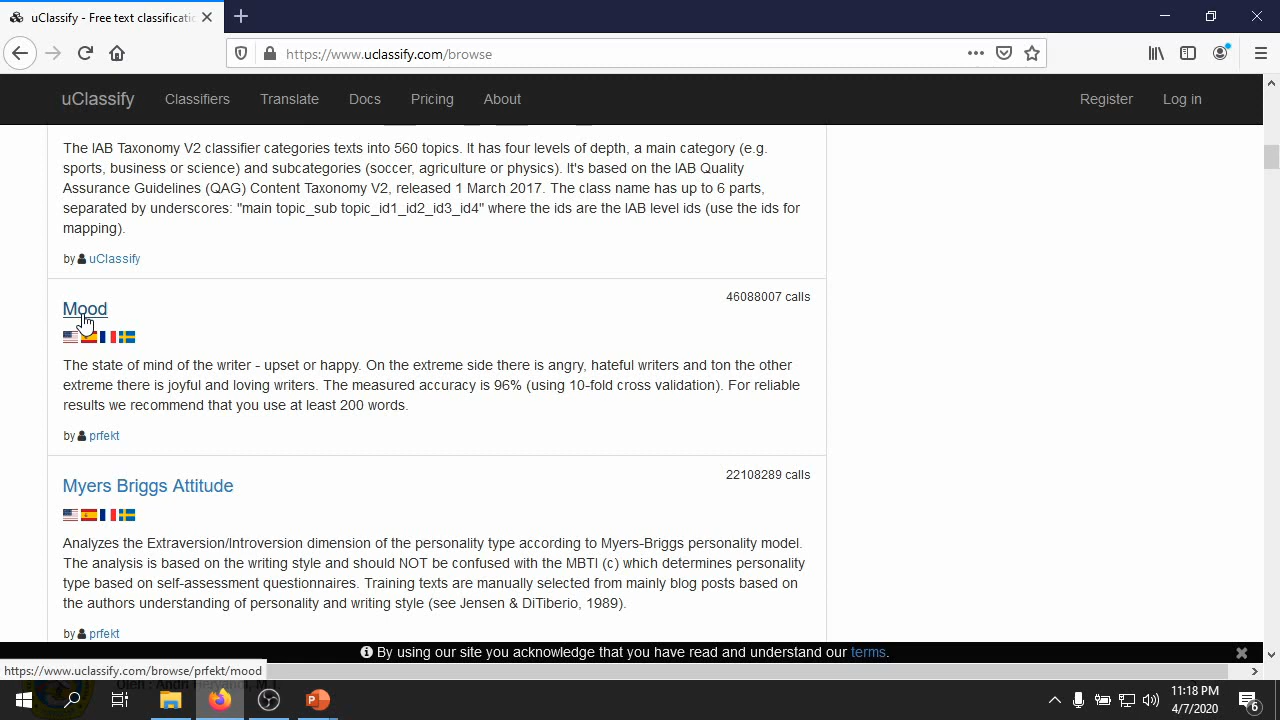 uClassify - Free text classificatio
https://www.uclassify.com/browse
uClassify
Classifiers
Translate
Docs
Pricing
About
Register
Log in
The IAB Taxonomy V2 classifier categories texts into 560 topics. It has four levels of depth, a main category (e.g.
sports, business or science) and subcategories (soccer, agriculture or physics). It's based on the IAB Quality
Assurance Guidelines (QAG) Content Taxonomy V2, released 1 March 2017. The class name has up to 6 parts,
separated by underscores: "main topic_sub topic_id1_id2_id3_id4" where the ids are the IAB level ids (use the ids for
mapping).
by uClassify
Mood
46088007 calls
The state of mind of the writer - upset or happy. On the extreme side there is angry, hateful writers and ton the other
extreme there is joyful and loving writers. The measured accuracy is 96% (using 10-fold cross validation). For reliable
results we recommend that you use at least 200 words.
by prfekt
Myers Briggs Attitude
22108289 calls
Analyzes the Extraversion/Introversion dimension of the personality type according to Myers-Briggs personality model.
The analysis is based on the writing style and should NOT be confused with the MBTI (c) which determines personality
type based on self-assessment questionnaires. Training texts are manually selected from mainly blog posts based on
the authors understanding of personality and writing style (see Jensen & DiTiberio, 1989).
by prfekt
By using our site you acknowledge that you have read and understand our terms.
https://www.uclassify.com/browse/prfekt/mood
11:18 PM
4/7/2020
6